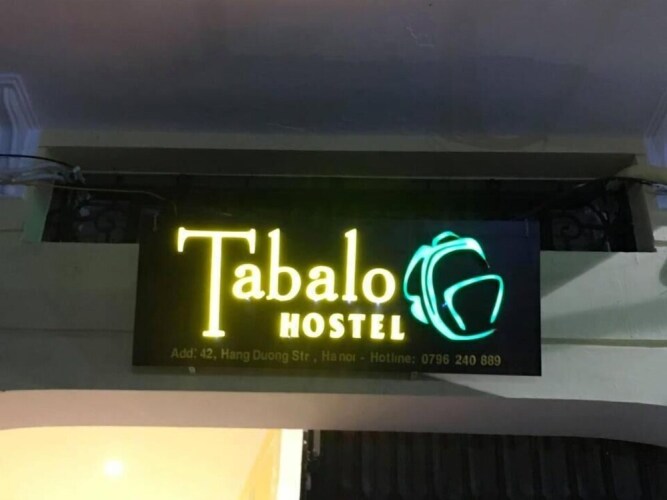 Tabalo
HOSTEL
Add: 42, Hang Duong Str , Ha noi - Hotline: 0796 240 889